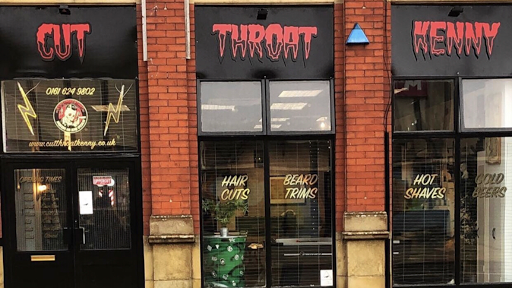 CUT THROAT KENNY
0161 624 9802
www.cutthroatkenny.co.uk
OPENING TIMES
HAIR CUTS
BEARD TRIMS
HOT SHAVES
COLD BEERS